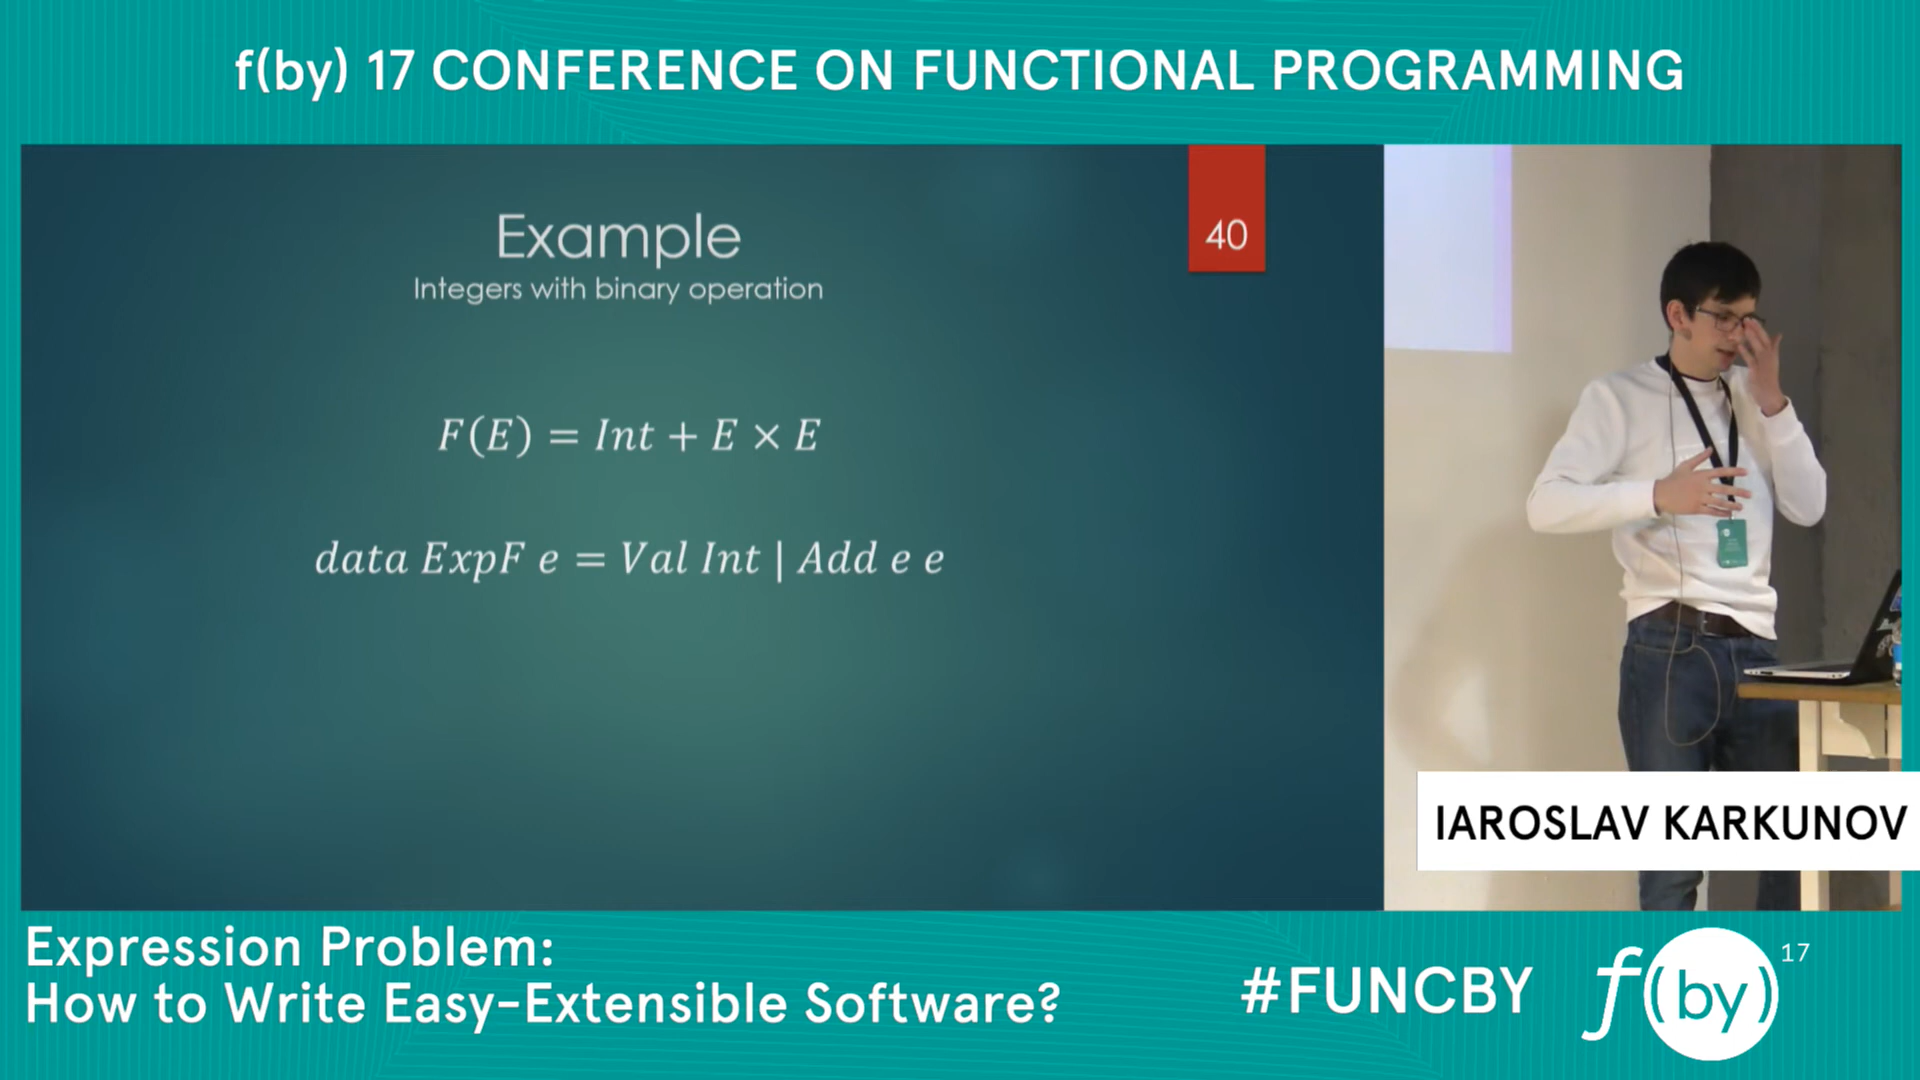 f(by) 17 CONFERENCE ON FUNCTIONAL PROGRAMMING
Example
40
Integers with binary operation
F(E) = Int + E × E
data ExpF e = Val Int | Add e e
IAROSLAV KARKUNOV
Expression Problem:
How to Write Easy-Extensible Software?
#FUNCBY
f(by) 17